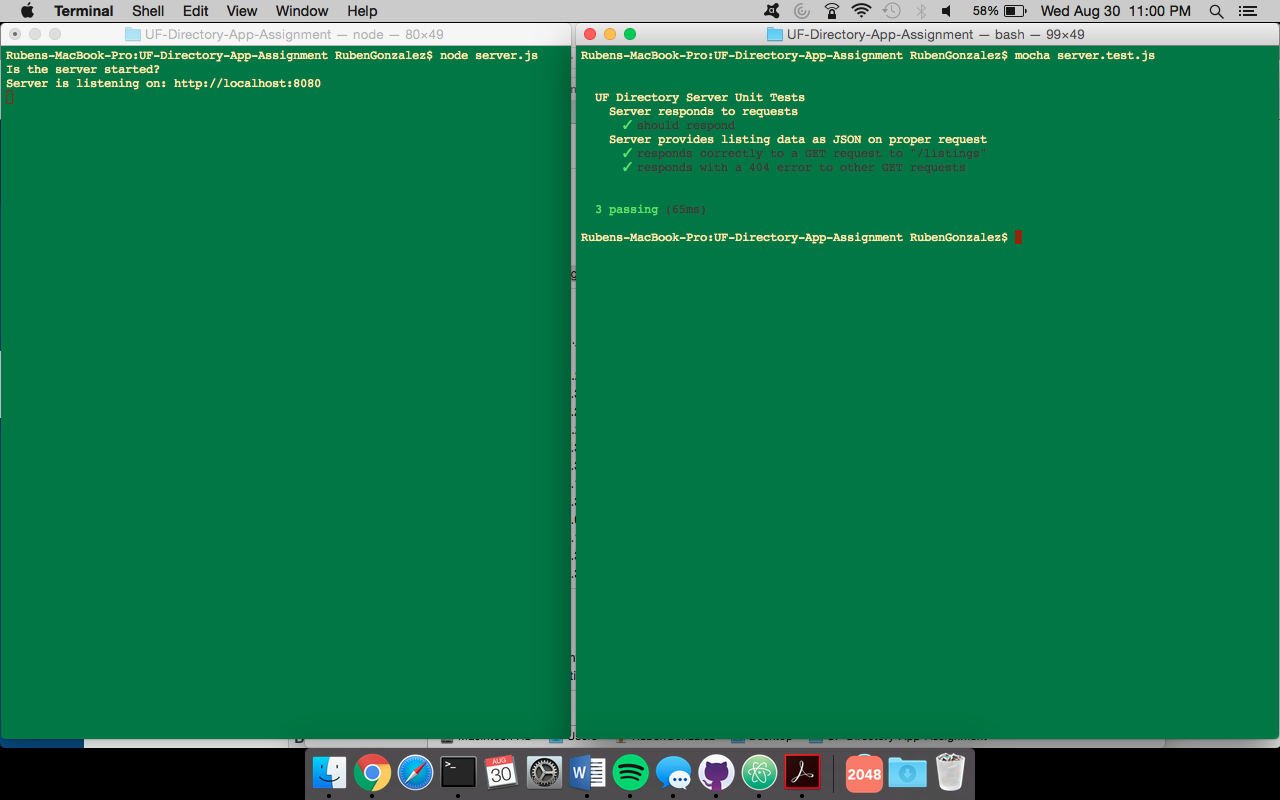 Terminal Shell Edit View Window Help 58% Wed Aug 30 11:00 PM
UF-Directory-App-Assignment — node — 80×49
Rubens-MacBook-Pro:UF-Directory-App-Assignment RubenGonzalez$ node server.js
Is the server started?
Server is listening on: http://localhost:8080
UF-Directory-App-Assignment — bash — 99×49
Rubens-MacBook-Pro:UF-Directory-App-Assignment RubenGonzalez$ mocha server.test.js
UF Directory Server Unit Tests
Server responds to requests
✓ should respond
Server provides listing data as JSON on proper request
✓ responds correctly to a GET request to "/listings"
✓ responds with a 404 error to other GET requests
3 passing (65ms)
Rubens-MacBook-Pro:UF-Directory-App-Assignment RubenGonzalez$
AUG
30
W
2048